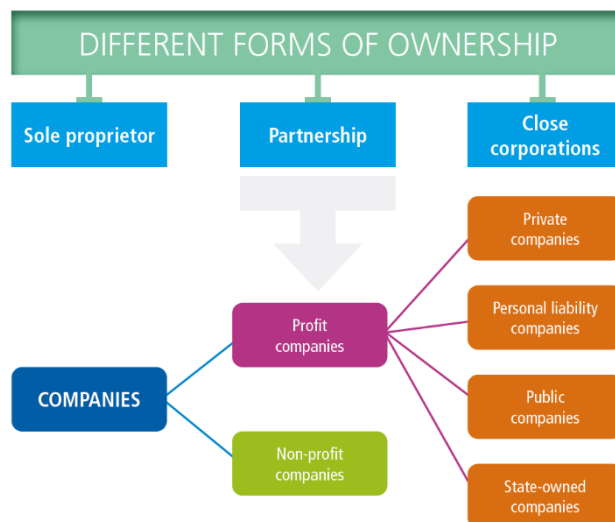 DIFFERENT FORMS OF OWNERSHIP
Sole proprietor
Partnership
Close
corporations
Private
companies
Profit
companies
Personal liability
companies
COMPANIES
Public
companies
Non-profit
companies
State-owned
companies